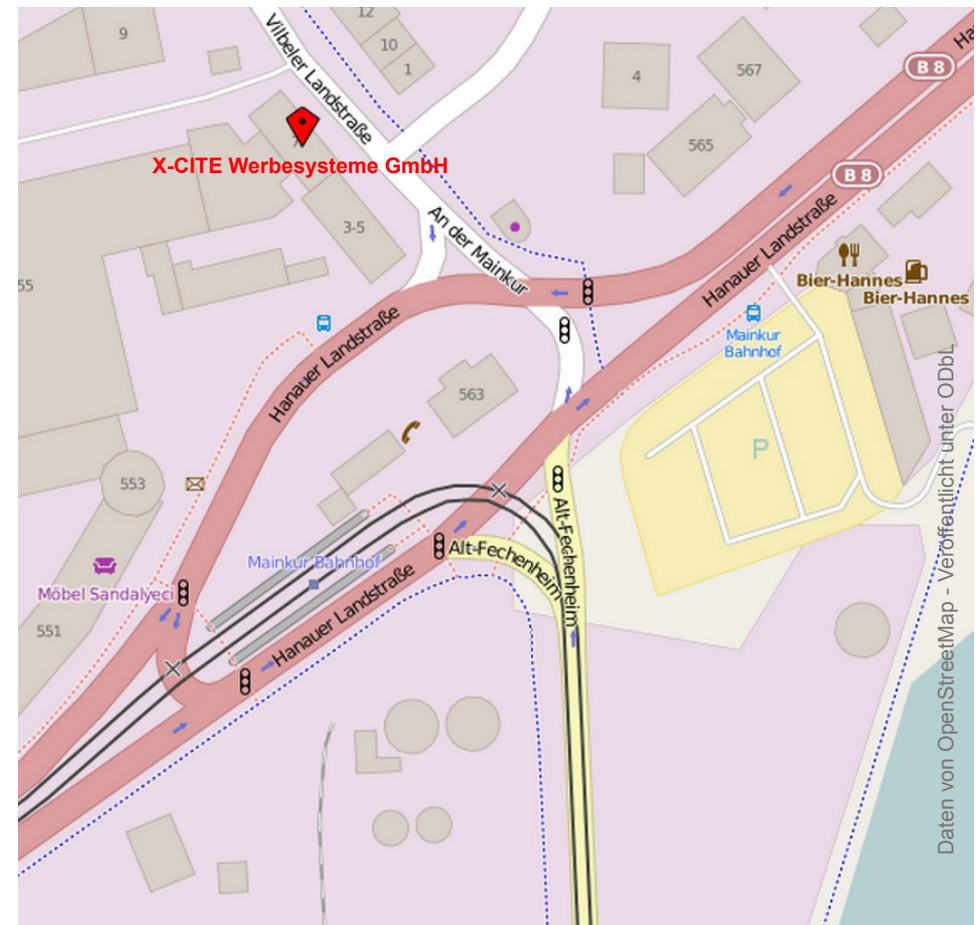 12
9
Vilbeler Landstraße
10
1
4
567
B 8
Ha
565
7
X-CITE Werbesysteme GmbH
B 8
3-5
An der Mainkur
Hanauer Landstraße
55
Bier-Hannes
Bier-Hannes
Mainkur
Bahnhof
Hanauer Landstraße
563
P
553
Alt-Fechenheim
Alt-Fechenheim
Mainkur Bahnhof
Möbel Sandalyeci
Hanauer Landstraße
551
Daten von OpenStreetMap - Veröffentlicht unter ODbL